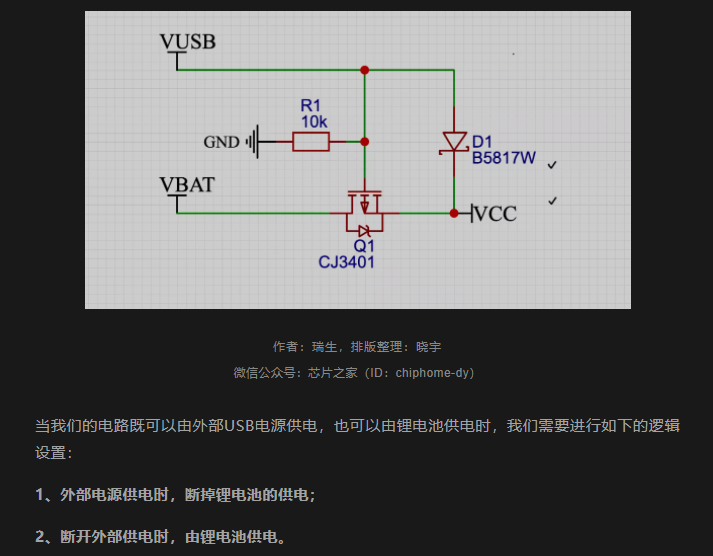 VUSB
R1
10k
GND
D1
B5817W
VBAT
VCC
Q1
CJ3401
作者：瑞生，排版整理：晓宇
微信公众号：芯片之家（ID：chiphome-dy）
当我们的电路既可以由外部USB电源供电，也可以由锂电池供电时，我们需要进行如下的逻辑
设置：
1、外部电源供电时，断掉锂电池的供电；
2、断开外部供电时，由锂电池供电。